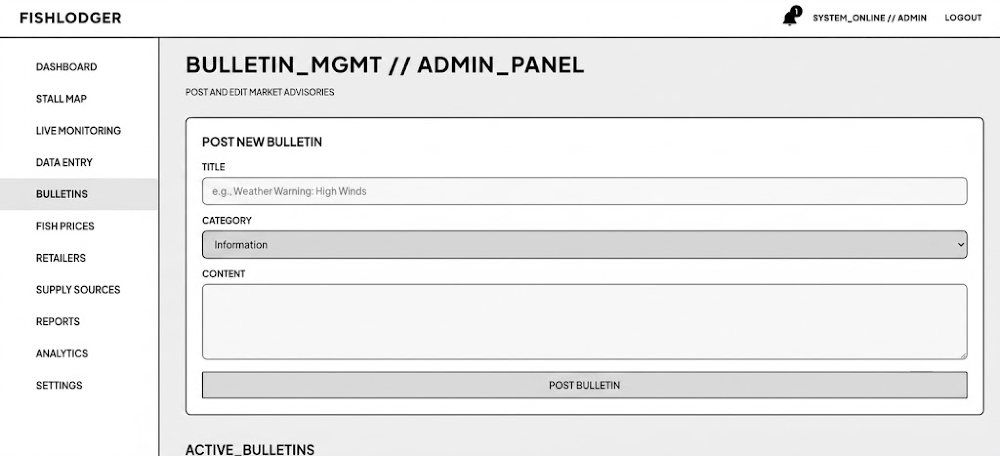 FISHLODGER
1
SYSTEM_ONLINE // ADMIN
LOGOUT
DASHBOARD
STALL MAP
LIVE MONITORING
DATA ENTRY
BULLETINS
FISH PRICES
RETAILERS
SUPPLY SOURCES
REPORTS
ANALYTICS
SETTINGS
BULLETIN_MGMT // ADMIN_PANEL
POST AND EDIT MARKET ADVISORIES
POST NEW BULLETIN
TITLE
e.g., Weather Warning: High Winds
CATEGORY
Information
CONTENT
POST BULLETIN
ACTIVE_BULLETINS